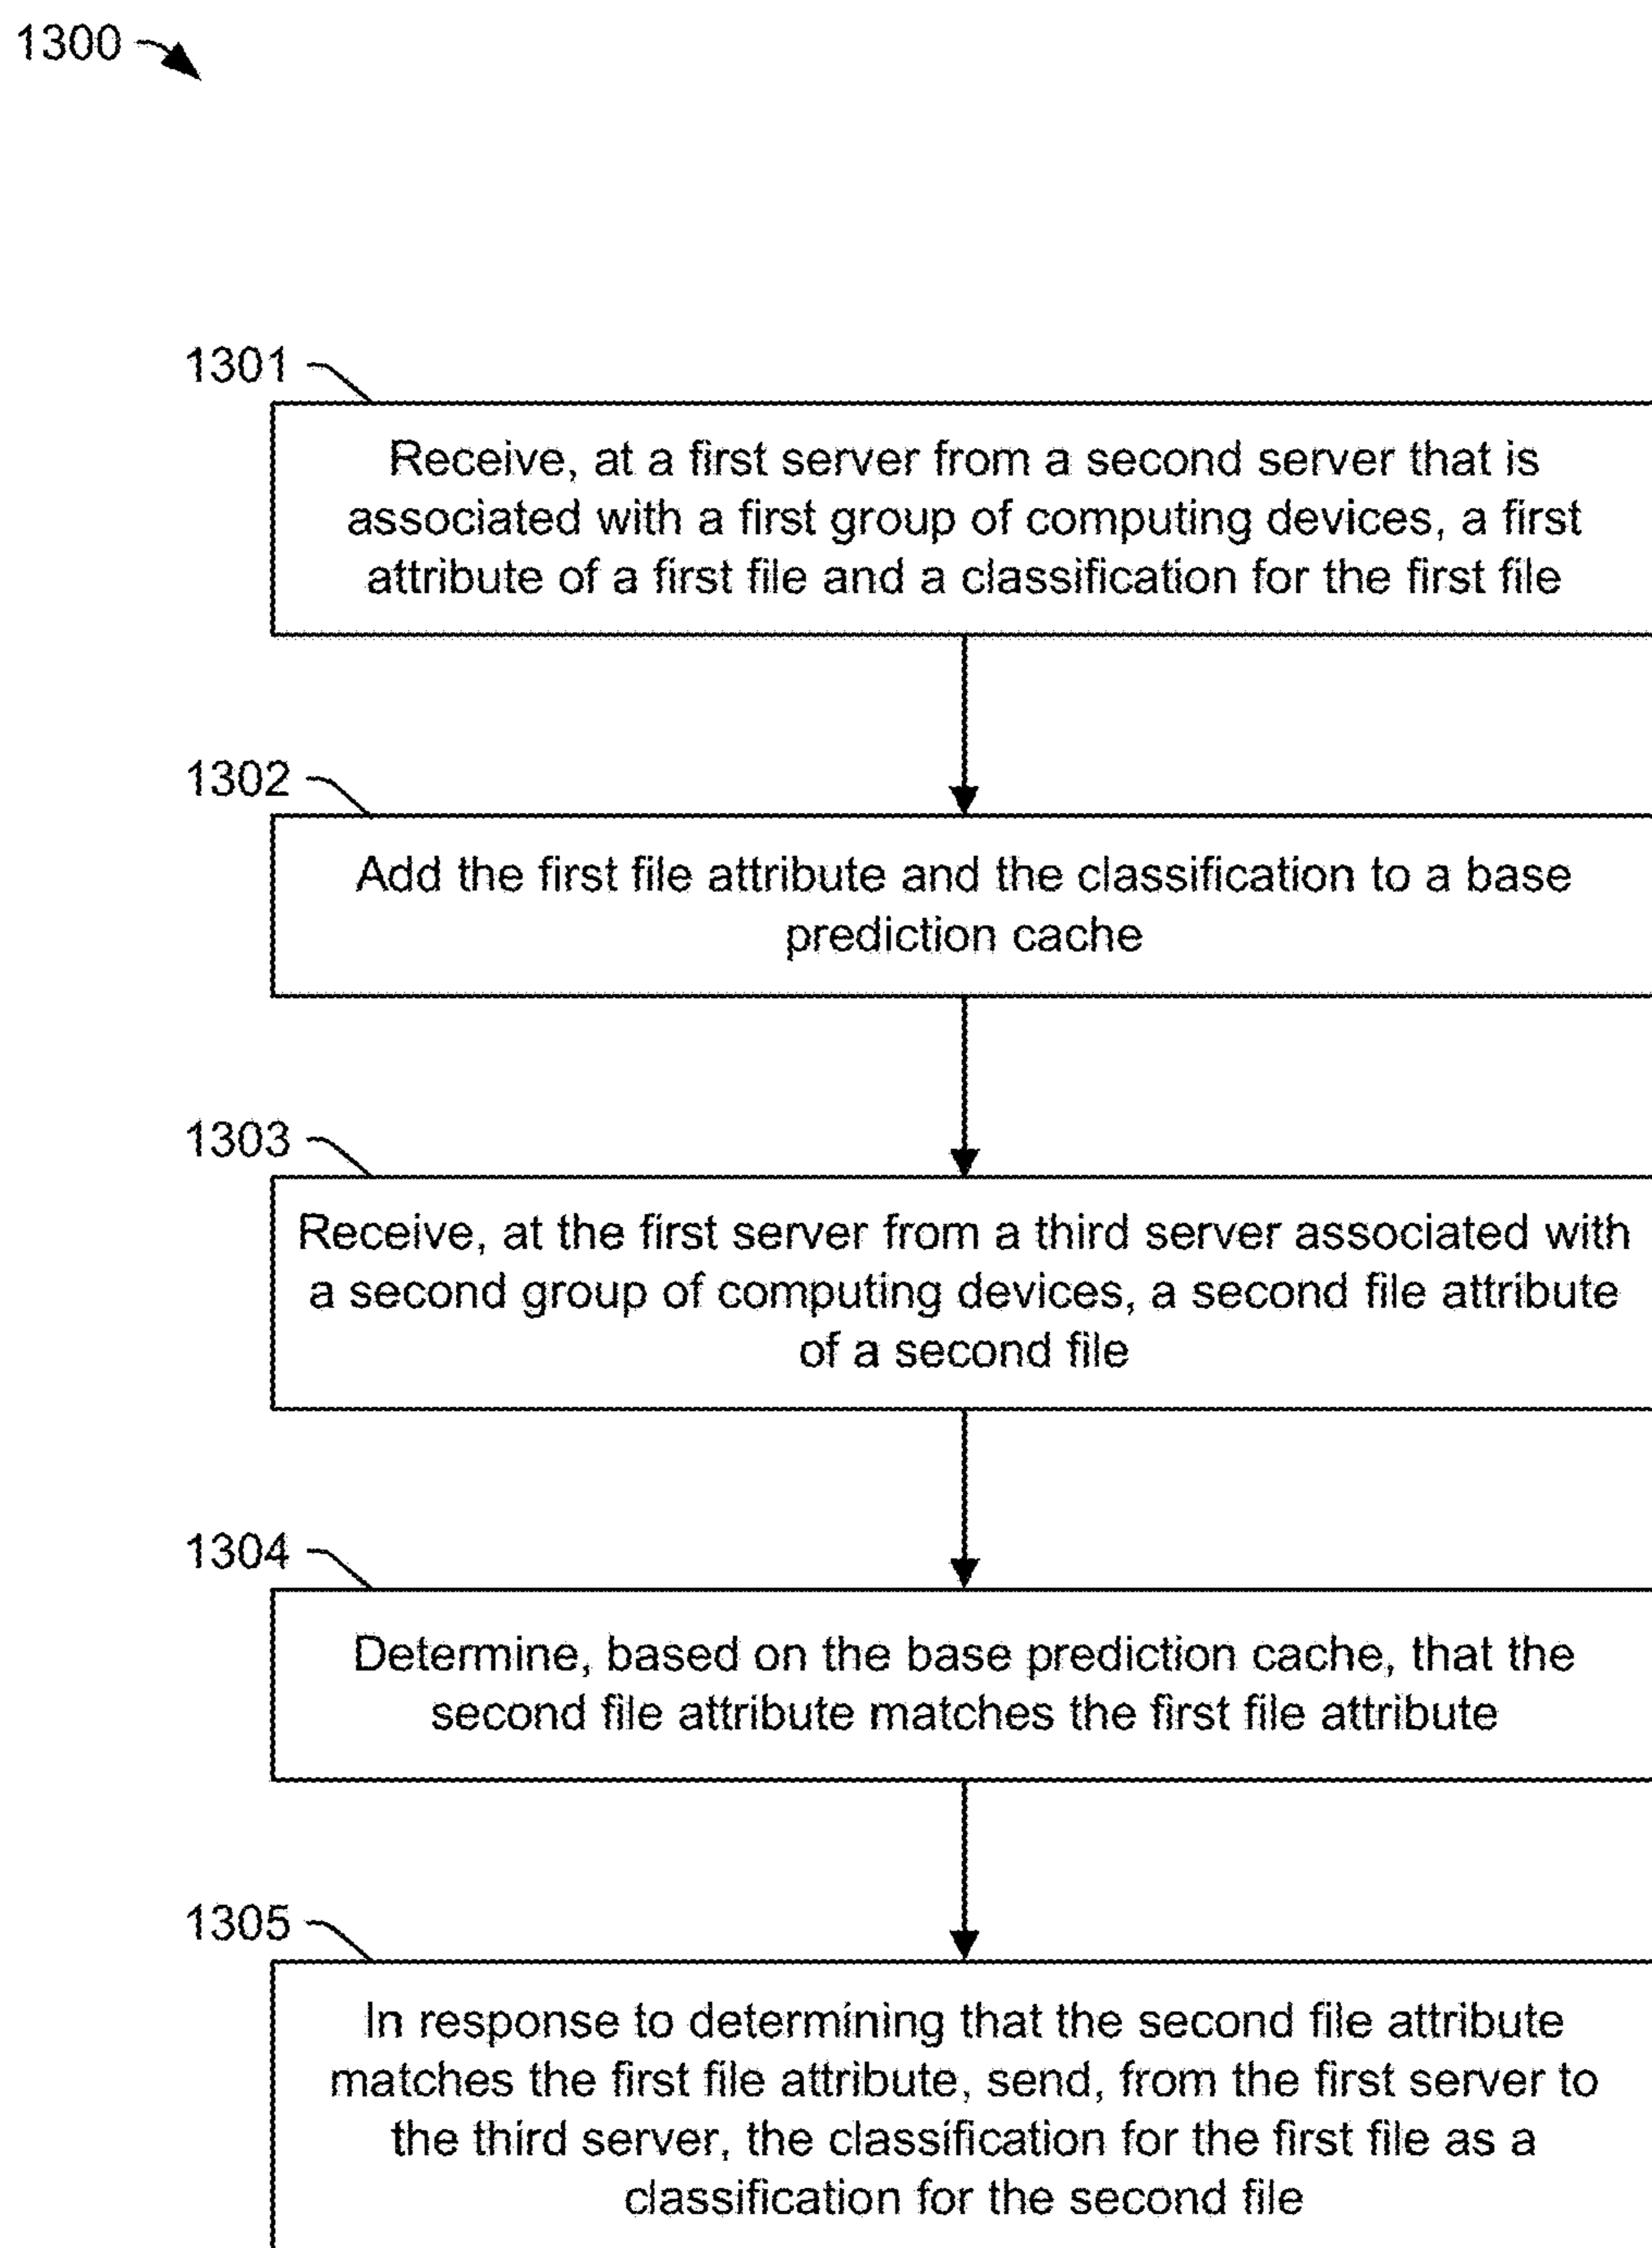 1300
1301
Receive, at a first server from a second server that is
associated with a first group of computing devices, a first
attribute of a first file and a classification for the first file
1302
Add the first file attribute and the classification to a base
prediction cache
1303
Receive, at the first server from a third server associated with
a second group of computing devices, a second file attribute
of a second file
1304
Determine, based on the base prediction cache, that the
second file attribute matches the first file attribute
1305
In response to determining that the second file attribute
matches the first file attribute, send, from the first server to
the third server, the classification for the first file as a
classification for the second file